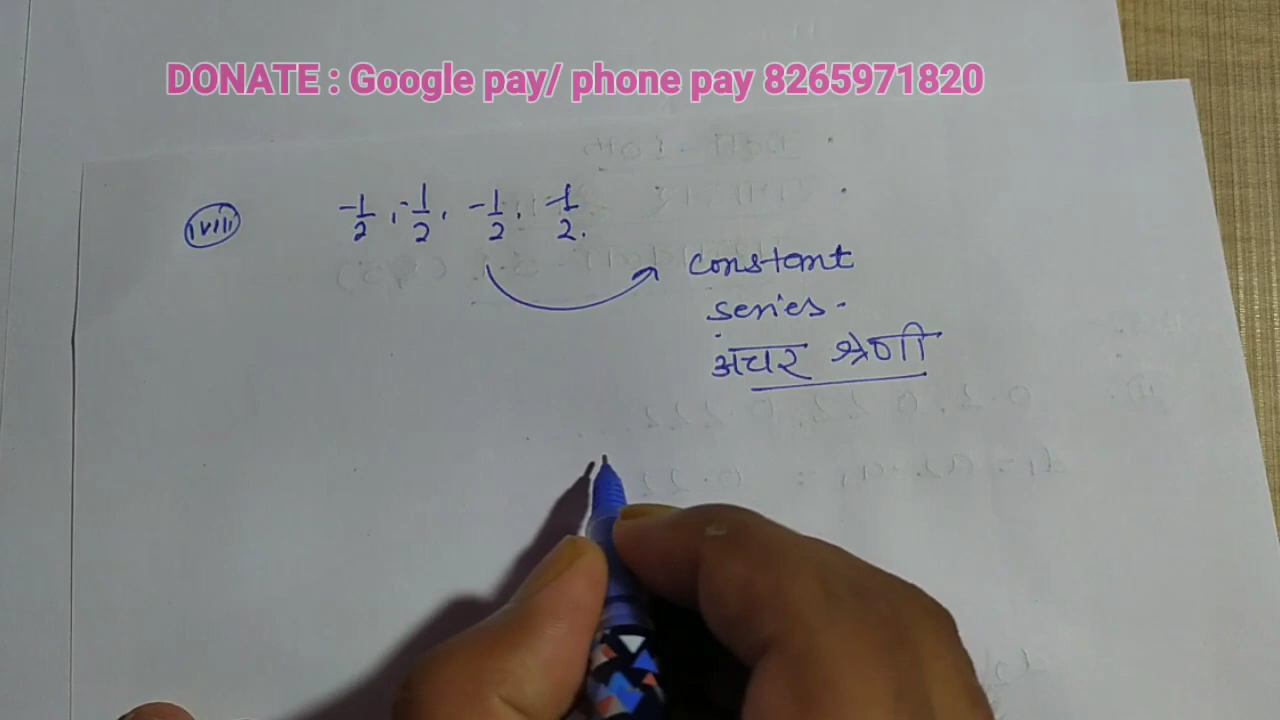 DONATE : Google pay/ phone pay 8265971820
(viii) -1/2, -1/2, -1/2, -1/2.
constant
series.
अचर श्रेणी